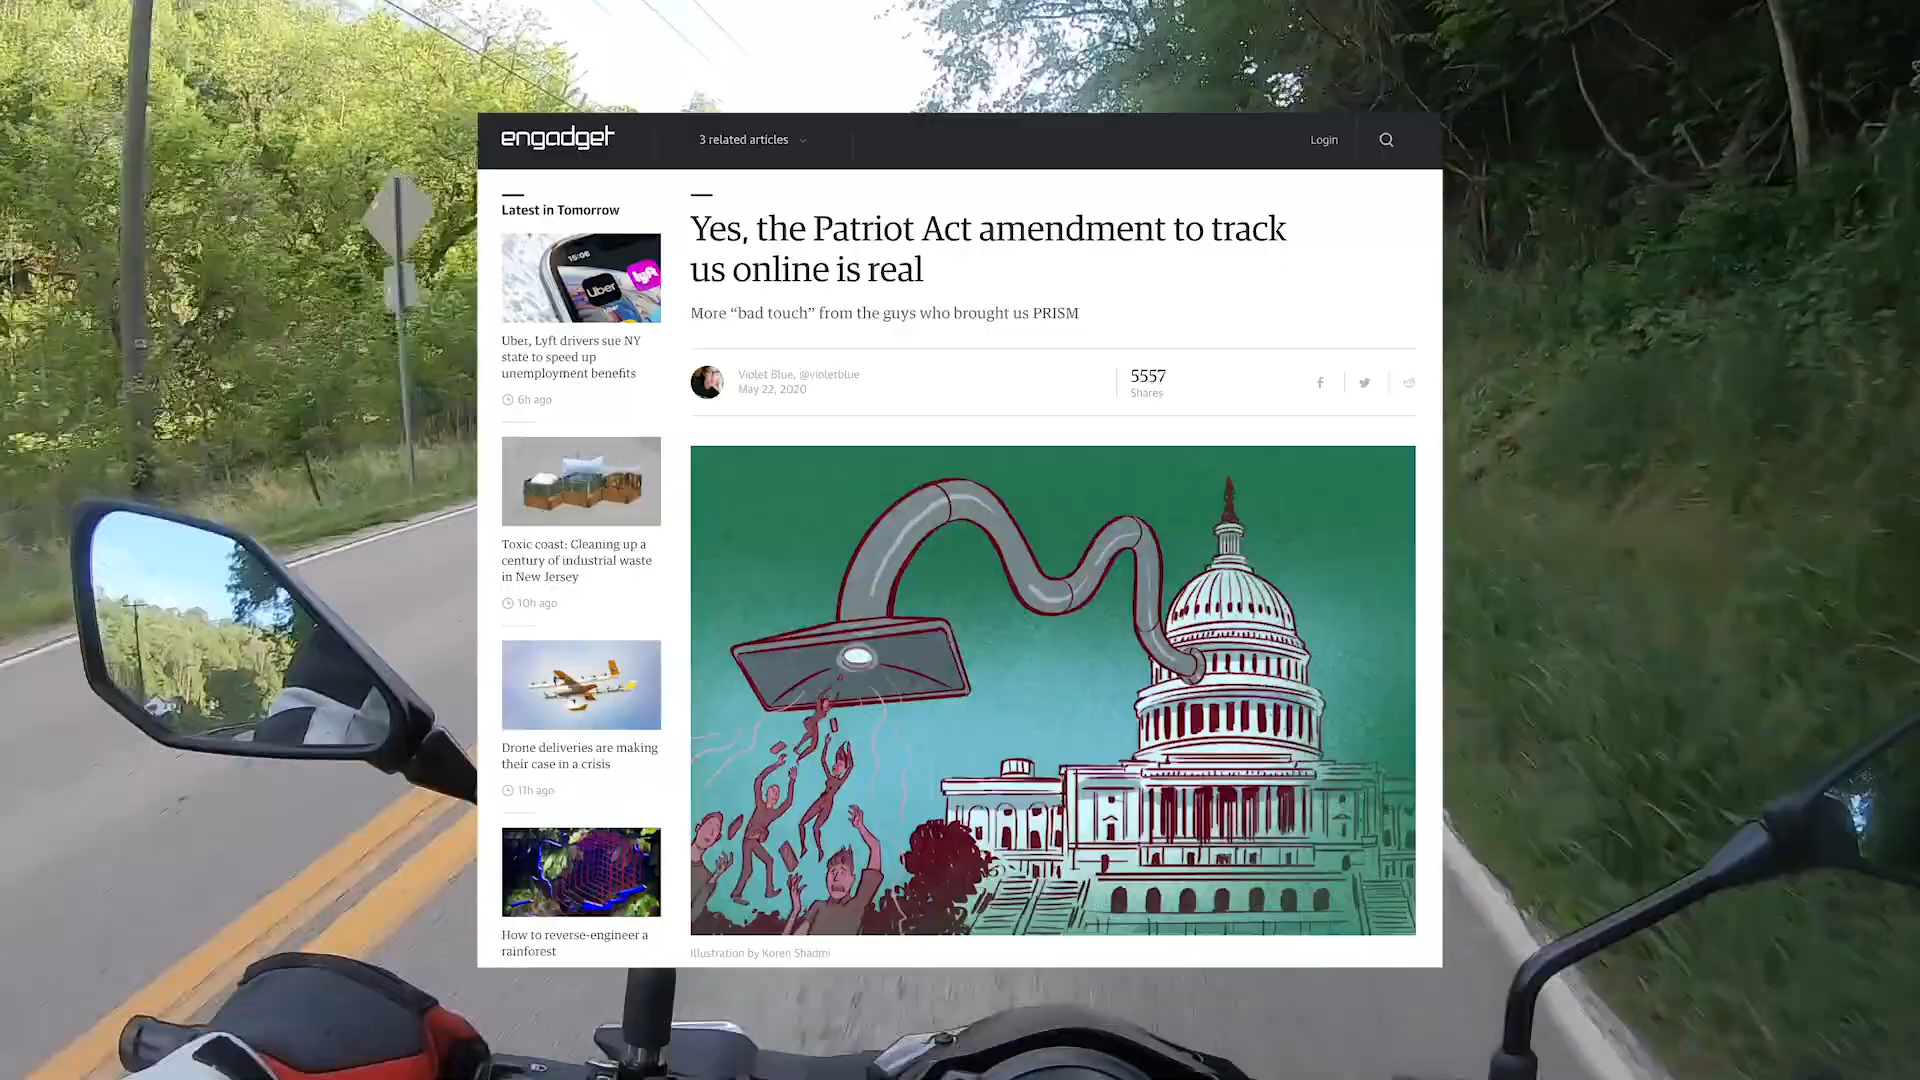 engadget
3 related articles
Login
Latest in Tomorrow
15:06
Uber
lyft
Uber, Lyft drivers sue NY
state to speed up
unemployment benefits
6h ago
Toxic coast: Cleaning up a
century of industrial waste
in New Jersey
10h ago
Drone deliveries are making
their case in a crisis
11h ago
How to reverse-engineer a
rainforest
Yes, the Patriot Act amendment to track
us online is real
More “bad touch” from the guys who brought us PRISM
Violet Blue, @violetblue
May 22, 2020
5557
Shares
Illustration by Koren Shadmi